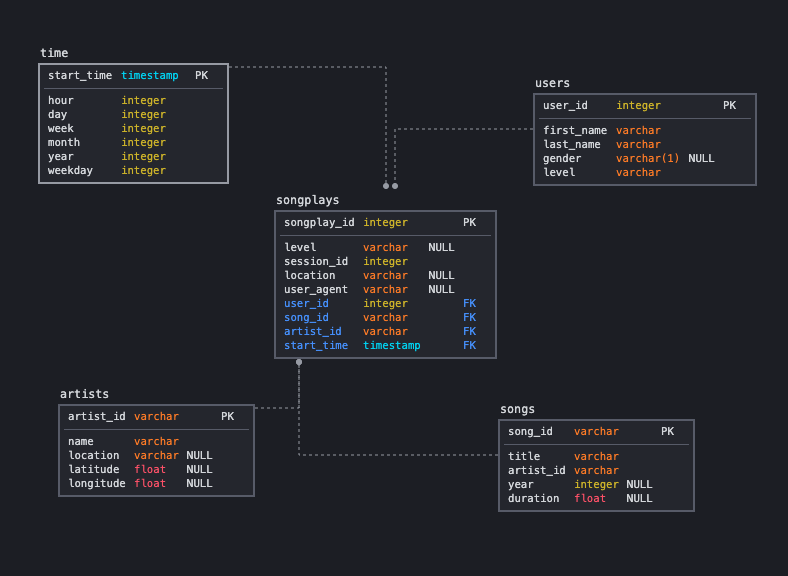 time
start_time timestamp PK
hour integer
day integer
week integer
month integer
year integer
weekday integer
users
user_id integer PK
first_name varchar
last_name varchar
gender varchar(1) NULL
level varchar
songplays
songplay_id integer PK
level varchar NULL
session_id integer
location varchar NULL
user_agent varchar NULL
user_id integer FK
song_id varchar FK
artist_id varchar FK
start_time timestamp FK
artists
artist_id varchar PK
name varchar
location varchar NULL
latitude float NULL
longitude float NULL
songs
song_id varchar PK
title varchar
artist_id varchar
year integer NULL
duration float NULL